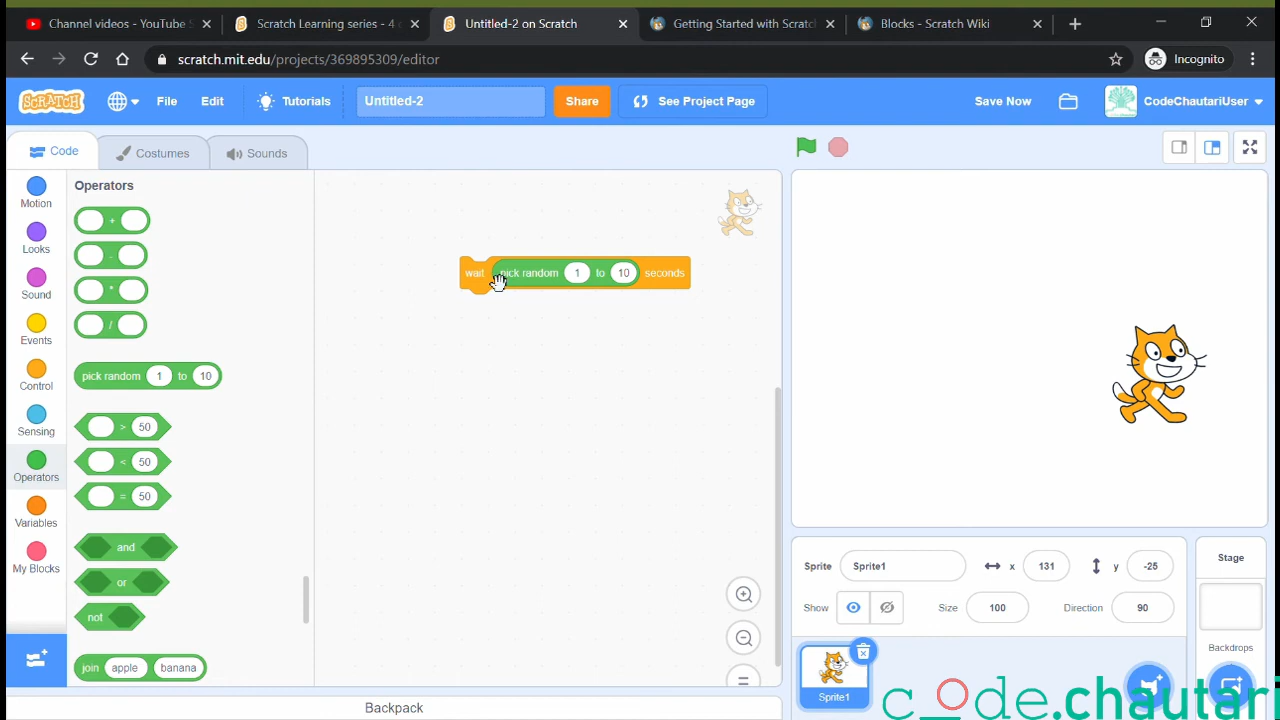 Channel videos - YouTube S
Scratch Learning series - 4 c
Untitled-2 on Scratch
Getting Started with Scratch
Blocks - Scratch Wiki
scratch.mit.edu/projects/369895309/editor
Incognito
SCRATCH
File
Edit
Tutorials
Untitled-2
Share
See Project Page
Save Now
CodeChautariUser
Code
Costumes
Sounds
Motion
Looks
Sound
Events
Control
Sensing
Operators
Variables
My Blocks
Operators
+
-
*
/
pick random 1 to 10
> 50
< 50
= 50
and
or
not
join apple banana
wait pick random 1 to 10 seconds
Sprite
Sprite1
x 131
y -25
Show
Size 100
Direction 90
Sprite1
Stage
Backdrops
Backpack
c_ode.chautari